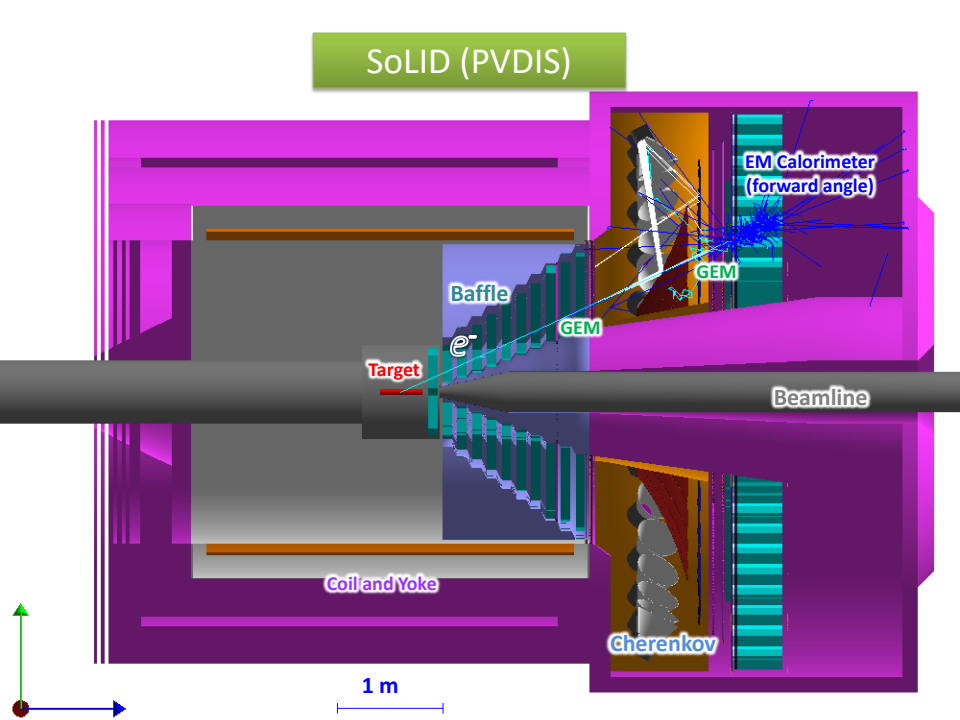 SoLID (PVDIS)
EM Calorimeter
(forward angle)
GEM
Baffle
GEM
e-
Target
Beamline
Coil and Yoke
Cherenkov
1 m